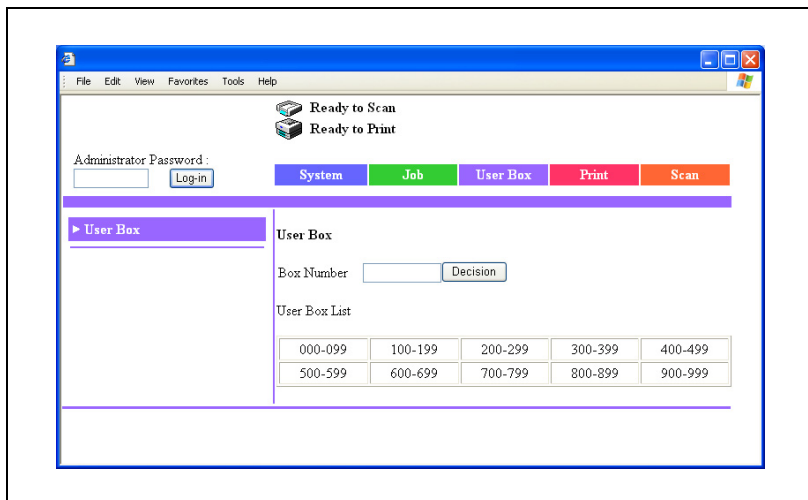 File Edit View Favorites Tools Help
Ready to Scan
Ready to Print
Administrator Password :
Log-in
System Job User Box Print Scan
User Box
User Box
Box Number Decision
User Box List
000-099 100-199 200-299 300-399 400-499
500-599 600-699 700-799 800-899 900-999